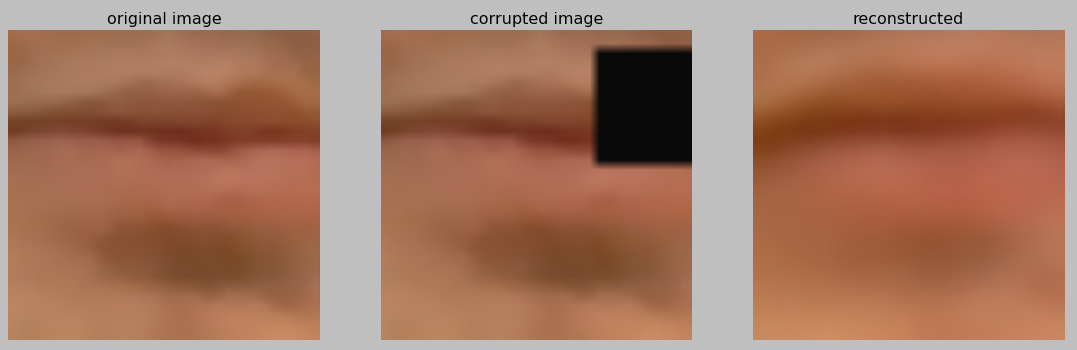 original image
corrupted image
reconstructed